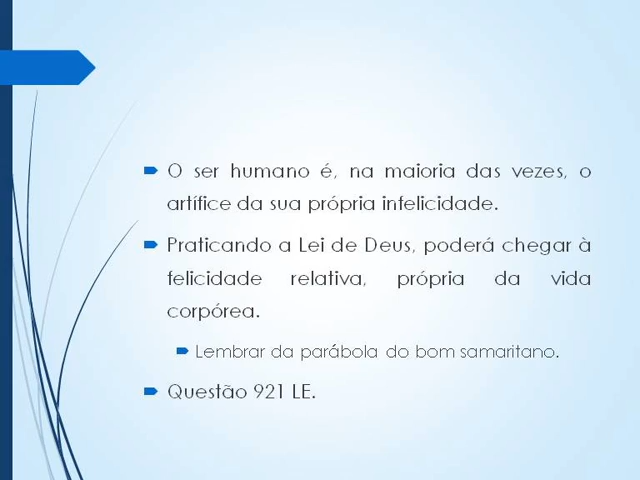 O ser humano é, na maioria das vezes, o
artífice da sua própria infelicidade.
Praticando a Lei de Deus, poderá chegar à
felicidade relativa, própria da vida
corpórea.
Lembrar da parábola do bom samaritano.
Questão 921 LE.